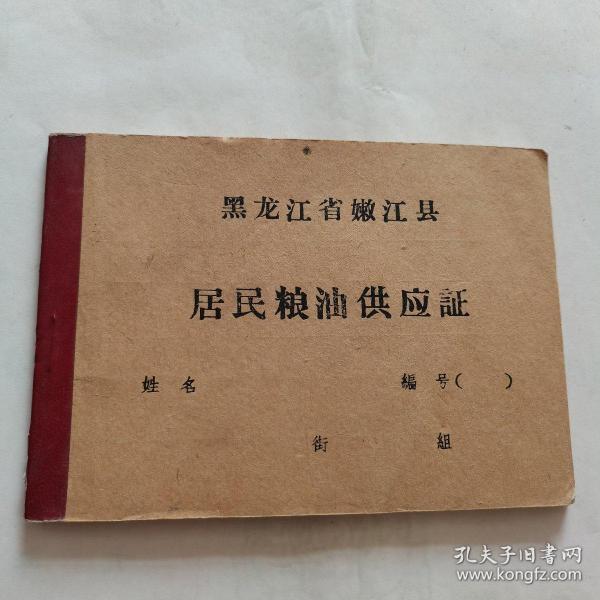 黑龙江省嫩江县
居民粮油供应証
姓名 編号( )
街 組
孔夫子旧書网
www.kongfz.com